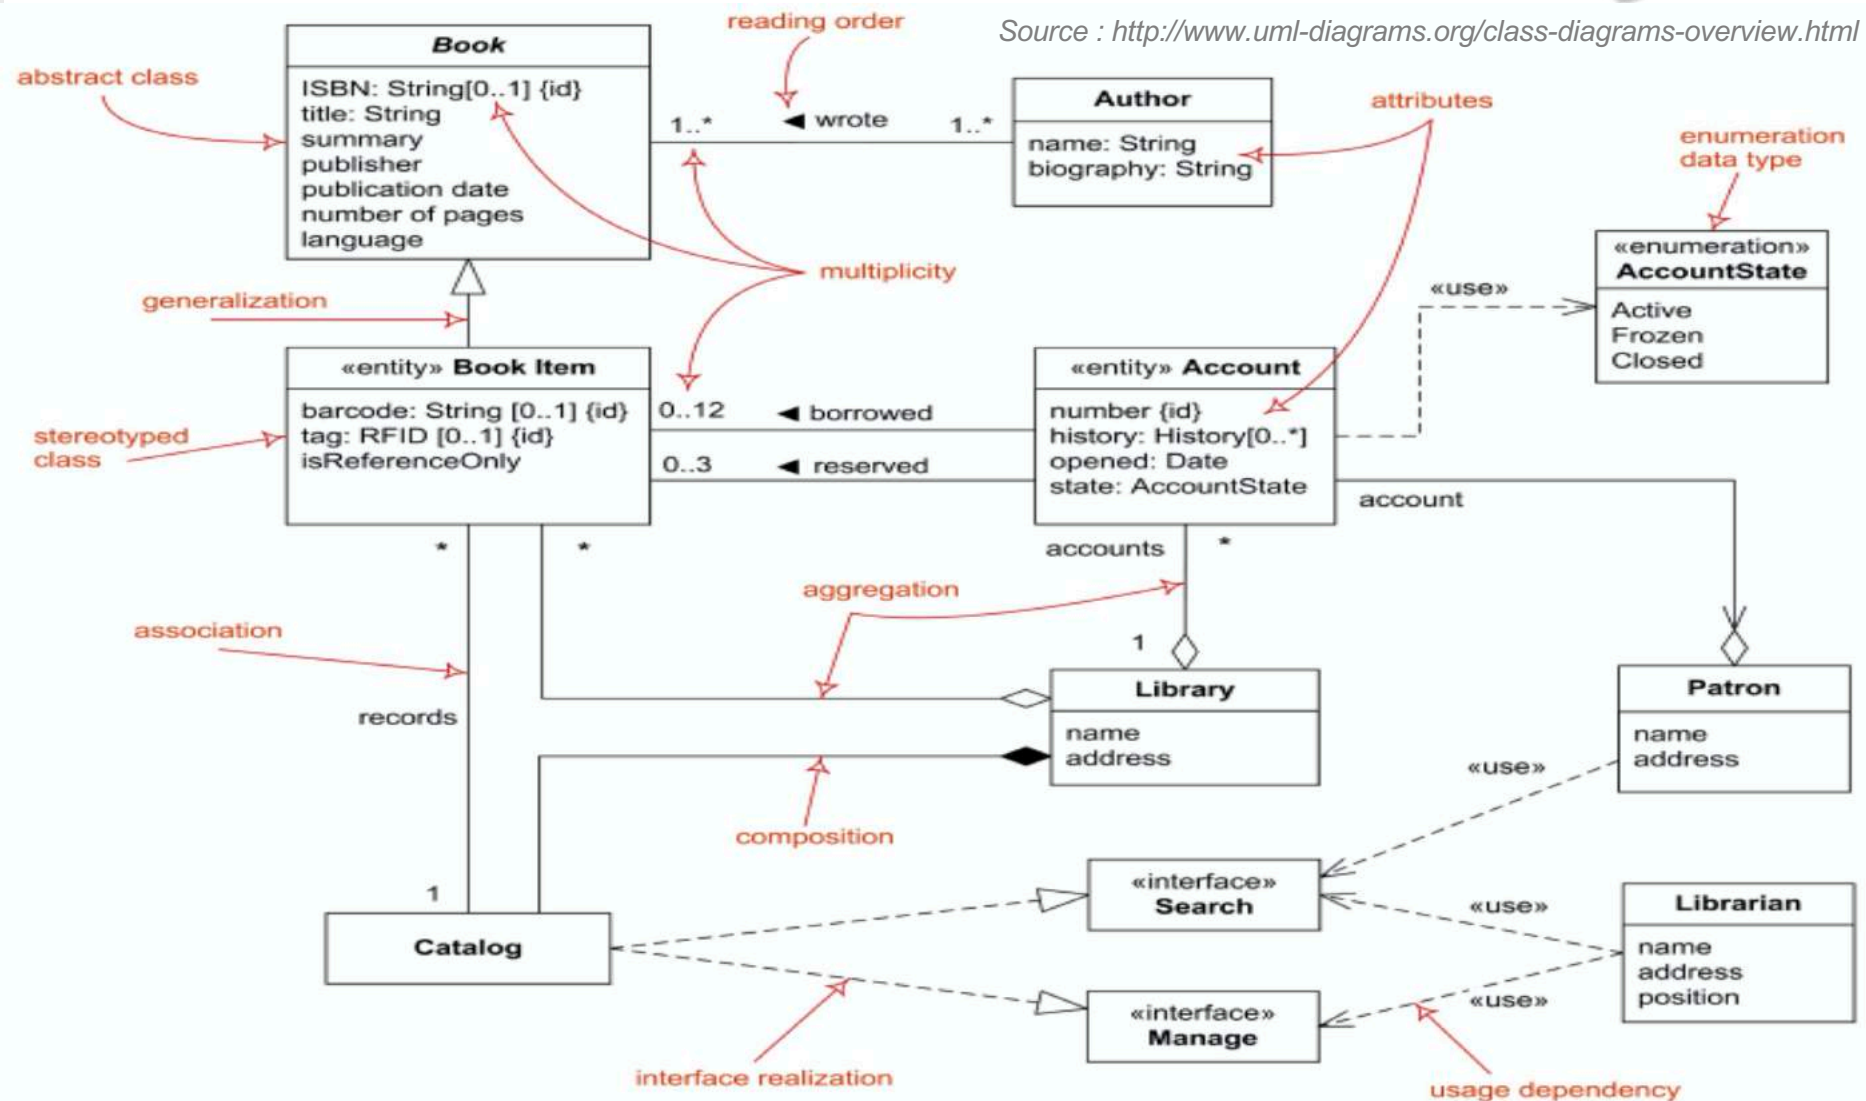 reading order
Source : http://www.uml-diagrams.org/class-diagrams-overview.html
abstract class
Book
ISBN: String[0..1] {id}
title: String
summary
publisher
publication date
number of pages
language
1..*
◄ wrote
1..*
Author
name: String
biography: String
attributes
enumeration
data type
multiplicity
generalization
«use»
«enumeration»
AccountState
Active
Frozen
Closed
stereotyped
class
«entity» Book Item
barcode: String [0..1] {id}
tag: RFID [0..1] {id}
isReferenceOnly
0..12
◄ borrowed
0..3
◄ reserved
«entity» Account
number {id}
history: History[0..*]
opened: Date
state: AccountState
account
*
*
accounts
*
aggregation
association
1
records
Library
name
address
Patron
name
address
composition
«use»
1
Catalog
«interface»
Search
«use»
Librarian
name
address
position
«interface»
Manage
«use»
interface realization
usage dependency